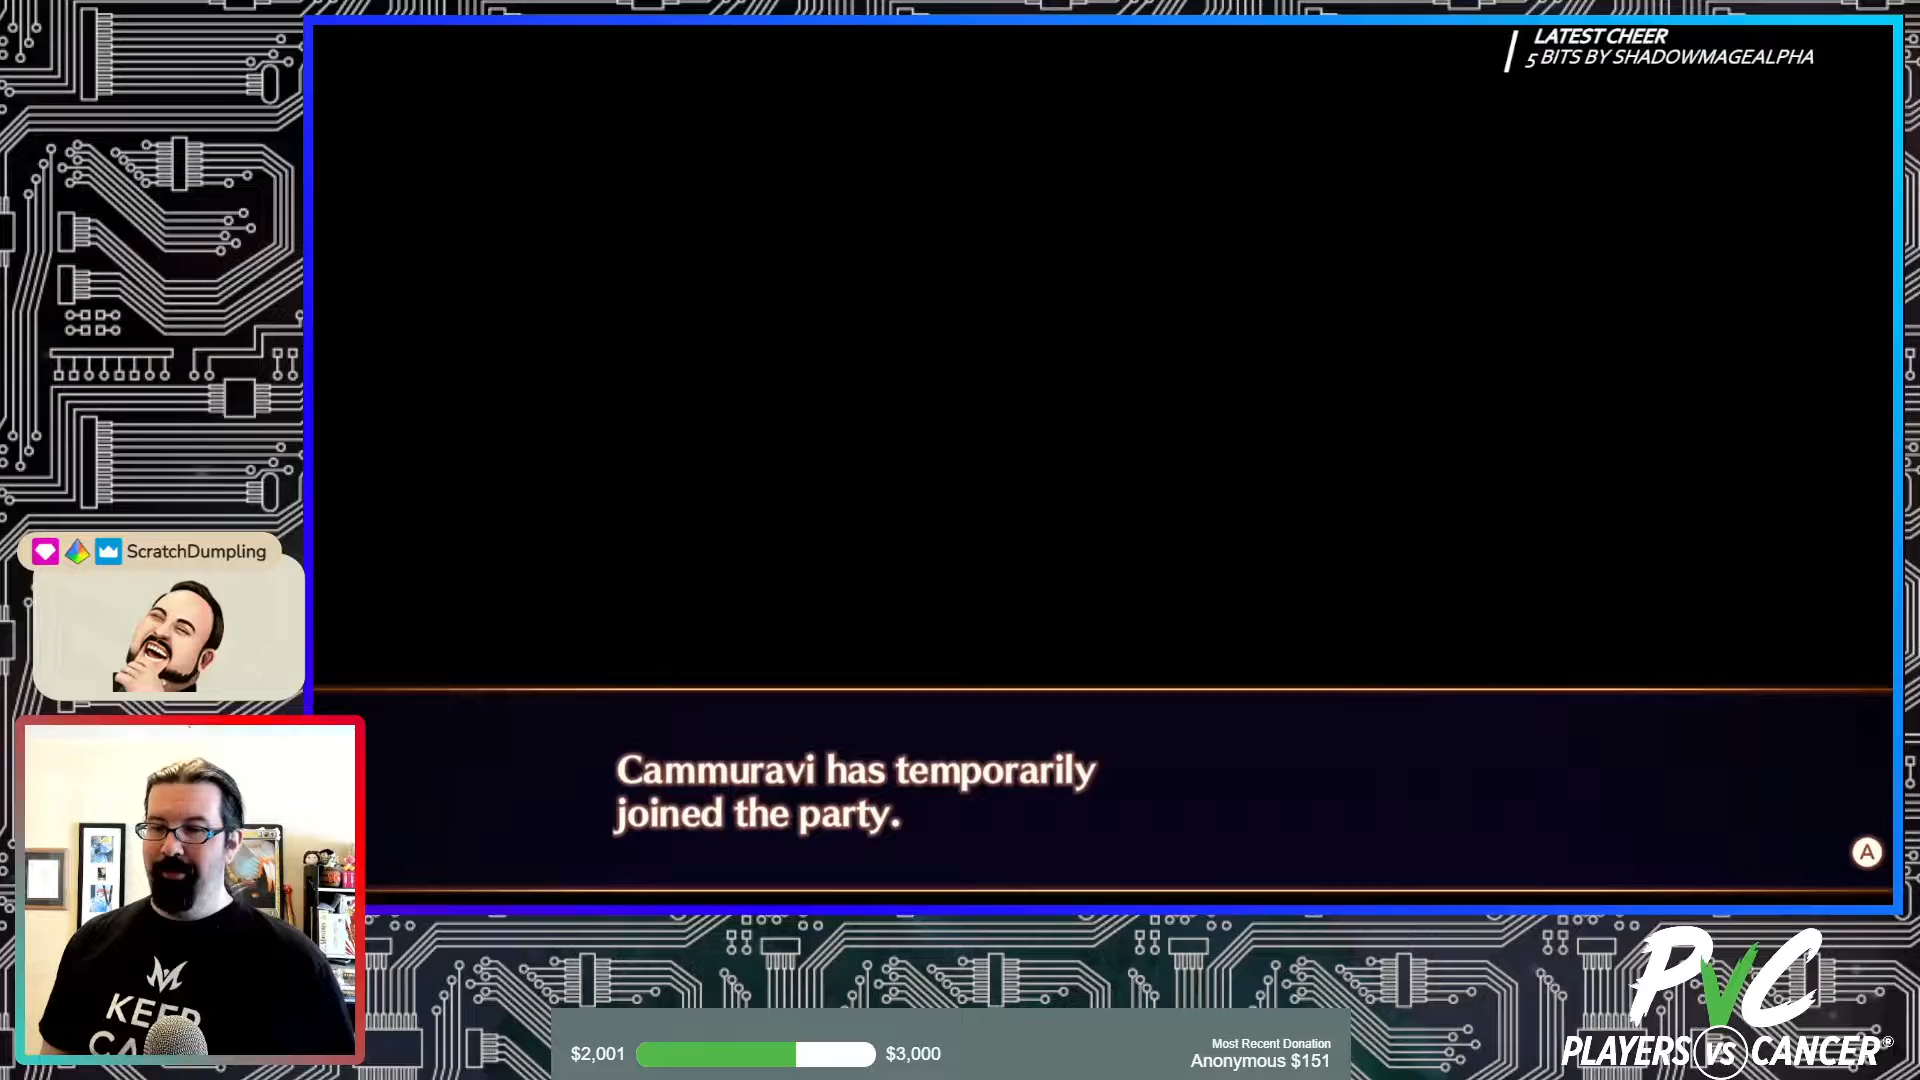 LATEST CHEER
5 BITS BY SHADOWMAGEALPHA
ScratchDumpling
Cammuravi has temporarily
joined the party.
A
KEEP
$2,001
$3,000
Most Recent Donation
Anonymous $151
PVC
PLAYERS VS CANCER®